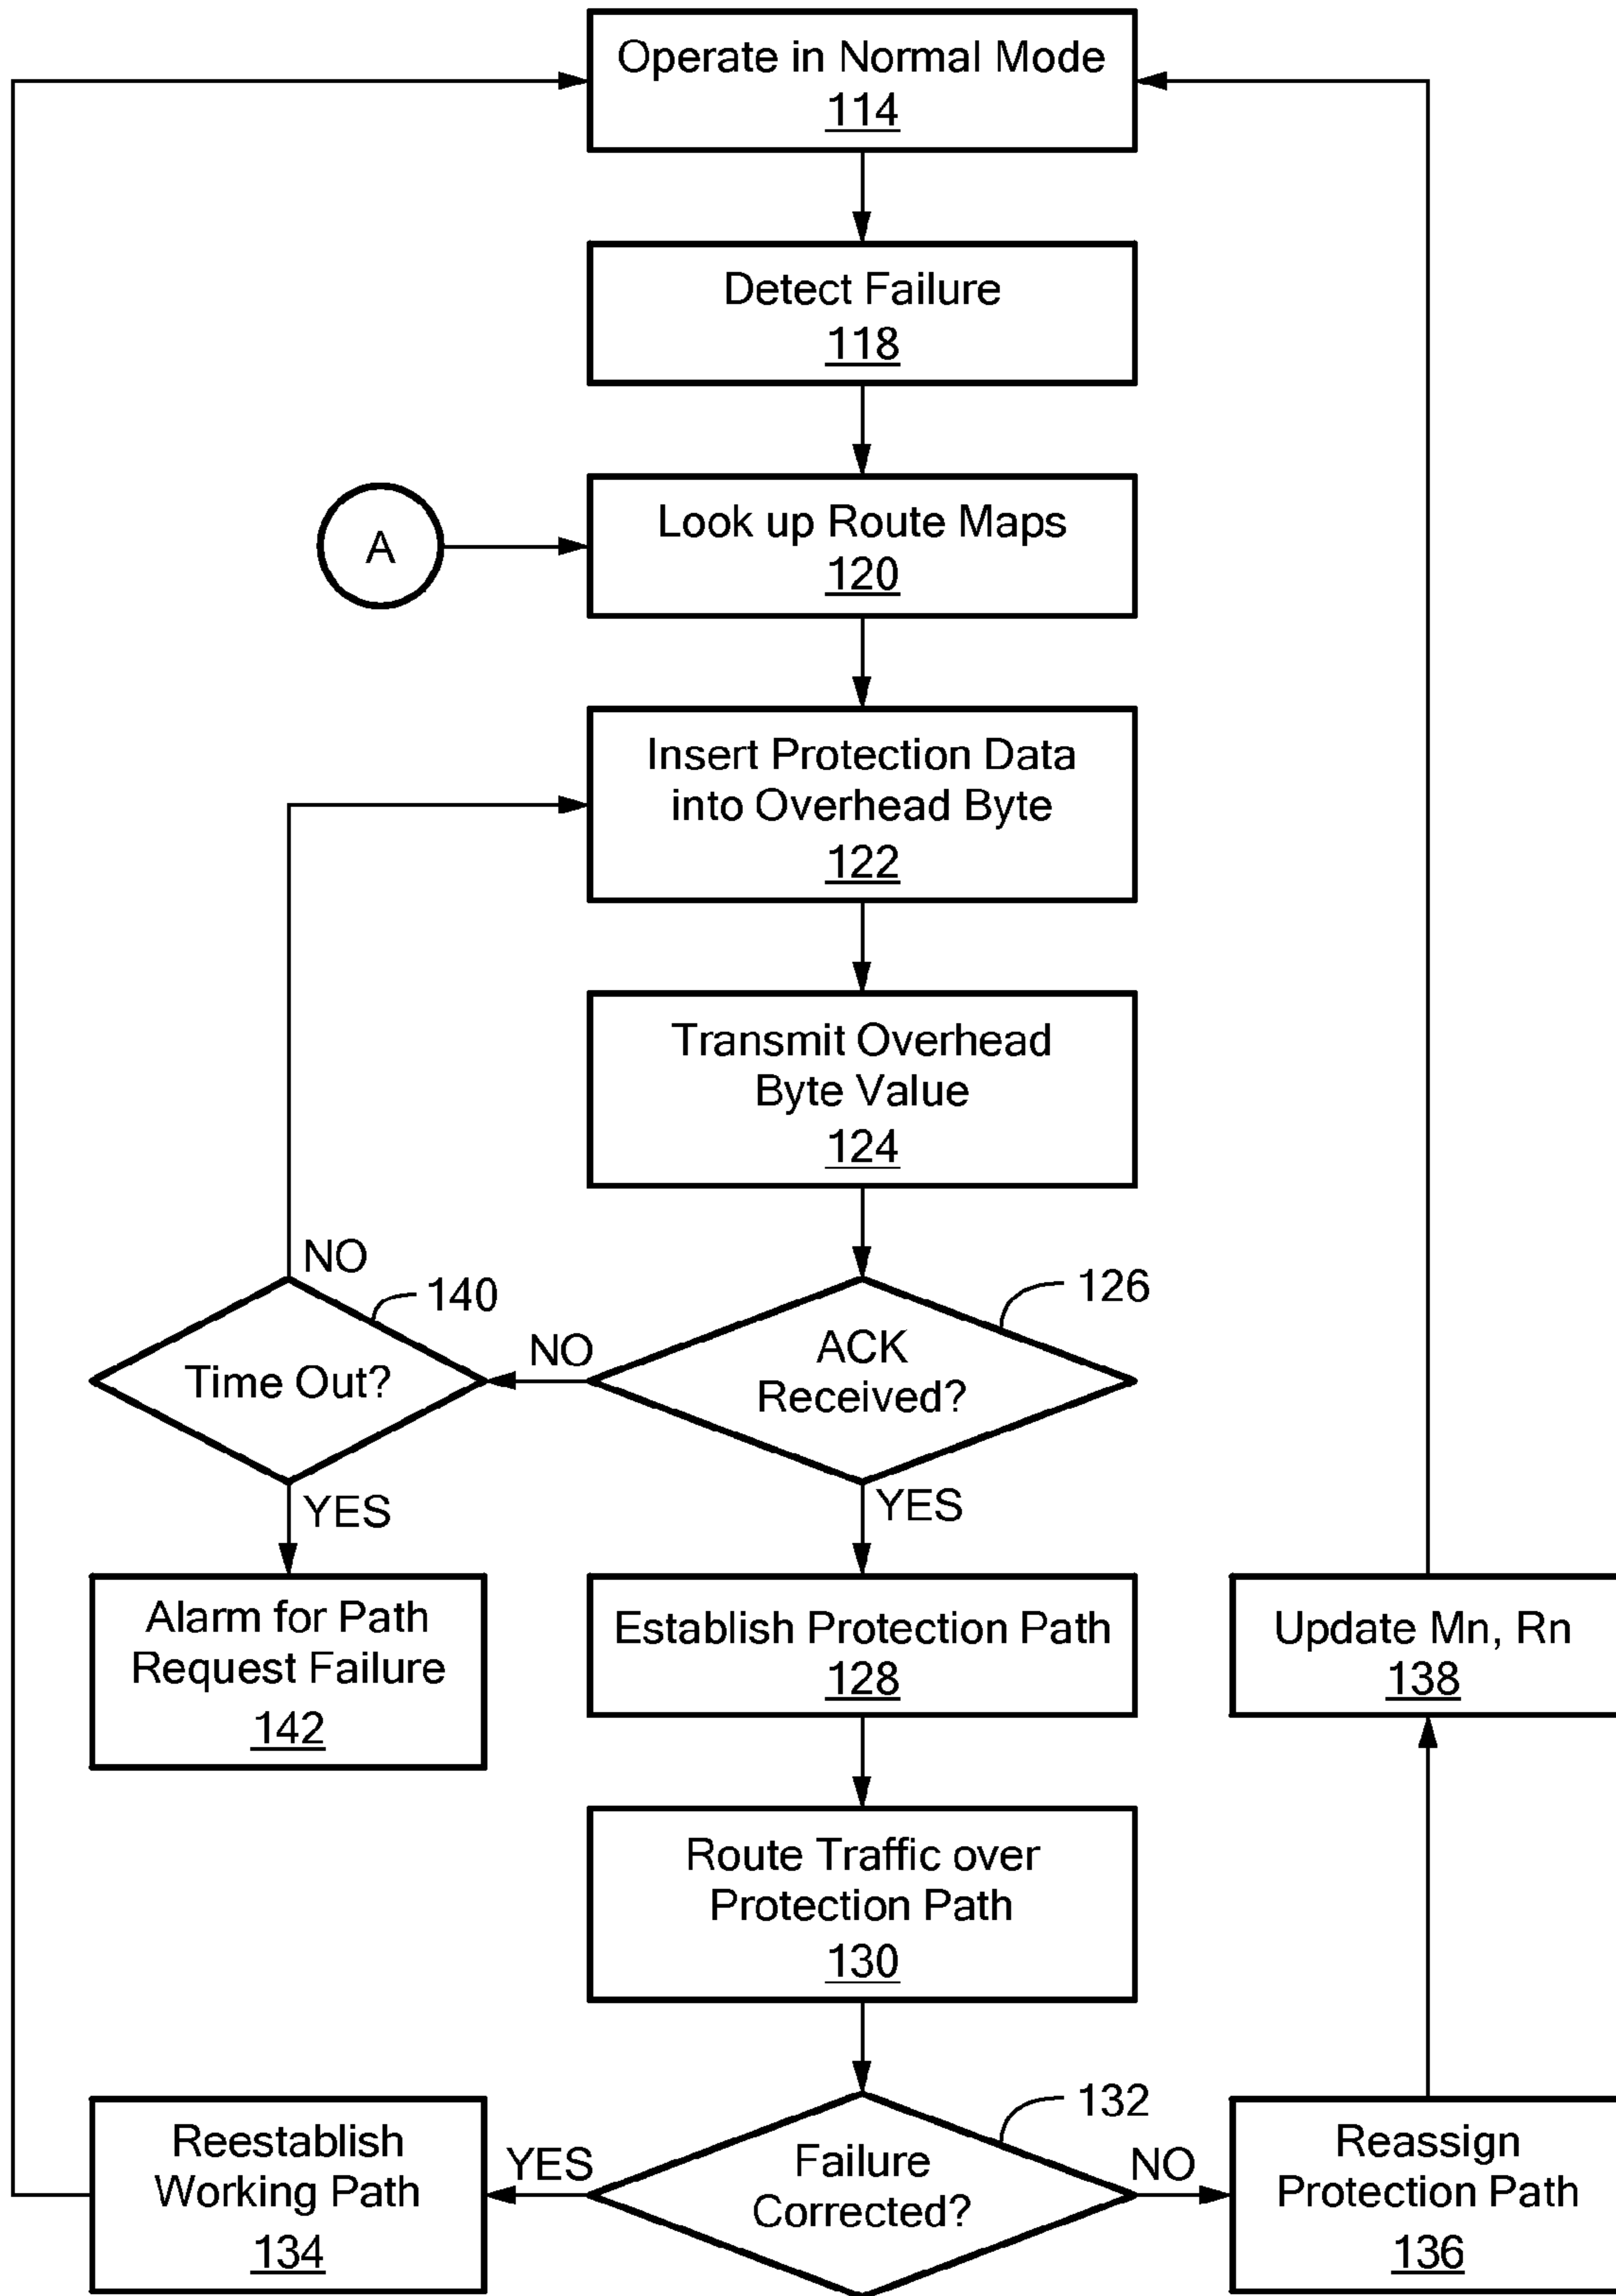 Operate in Normal Mode
114
Detect Failure
118
A
Look up Route Maps
120
Insert Protection Data
into Overhead Byte
122
Transmit Overhead
Byte Value
124
NO
140
126
Time Out?
NO
ACK
Received?
YES
YES
Alarm for Path
Request Failure
142
Establish Protection Path
128
Update Mn, Rn
138
Route Traffic over
Protection Path
130
132
Reestablish
Working Path
134
YES
Failure
Corrected?
NO
Reassign
Protection Path
136